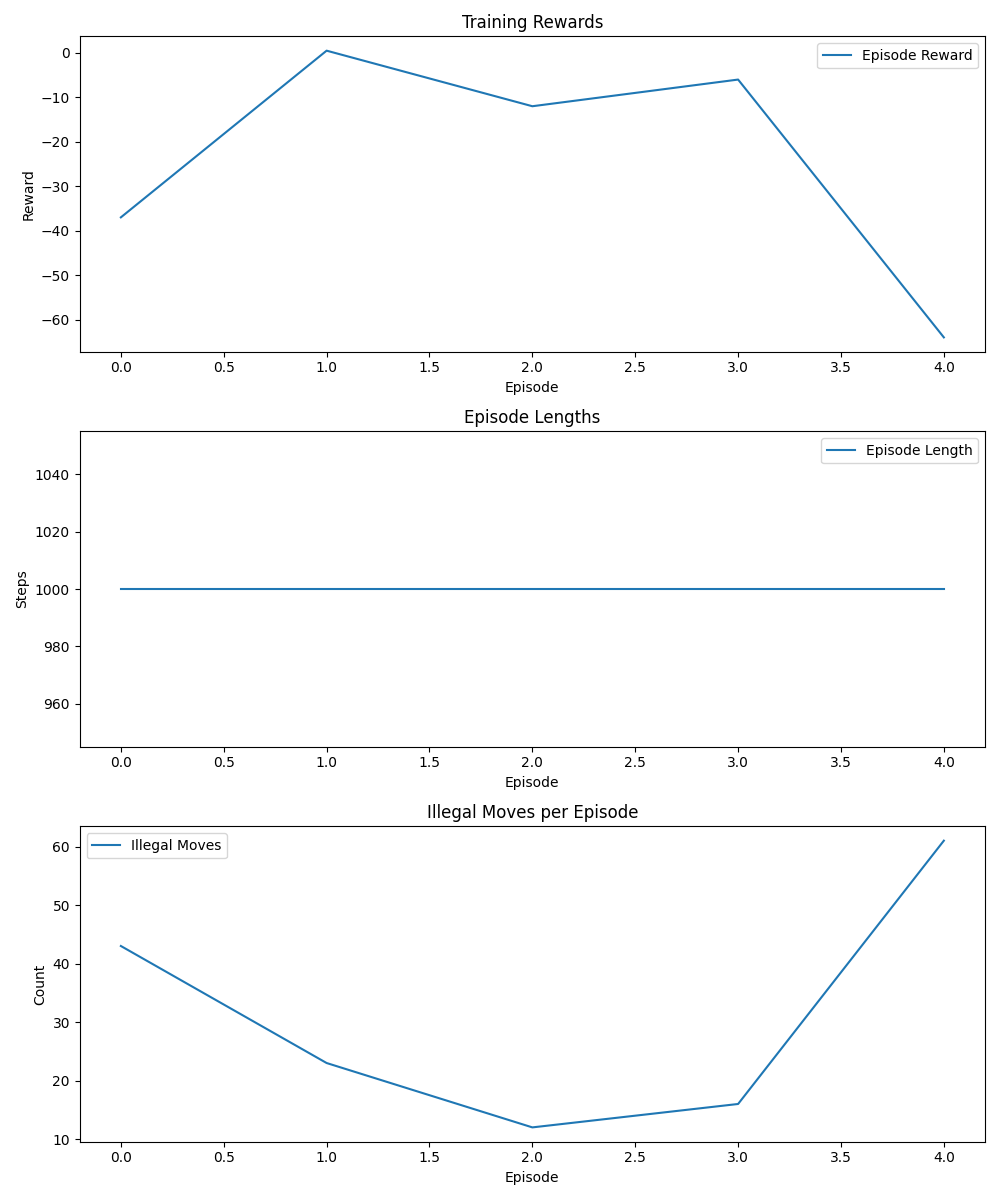 Training Rewards
Episode Reward
0
−10
−20
−30
−40
−50
−60
Reward
0.0 0.5 1.0 1.5 2.0 2.5 3.0 3.5 4.0
Episode
Episode Lengths
Episode Length
1040
1020
1000
980
960
Steps
0.0 0.5 1.0 1.5 2.0 2.5 3.0 3.5 4.0
Episode
Illegal Moves per Episode
Illegal Moves
60
50
40
30
20
10
Count
0.0 0.5 1.0 1.5 2.0 2.5 3.0 3.5 4.0
Episode